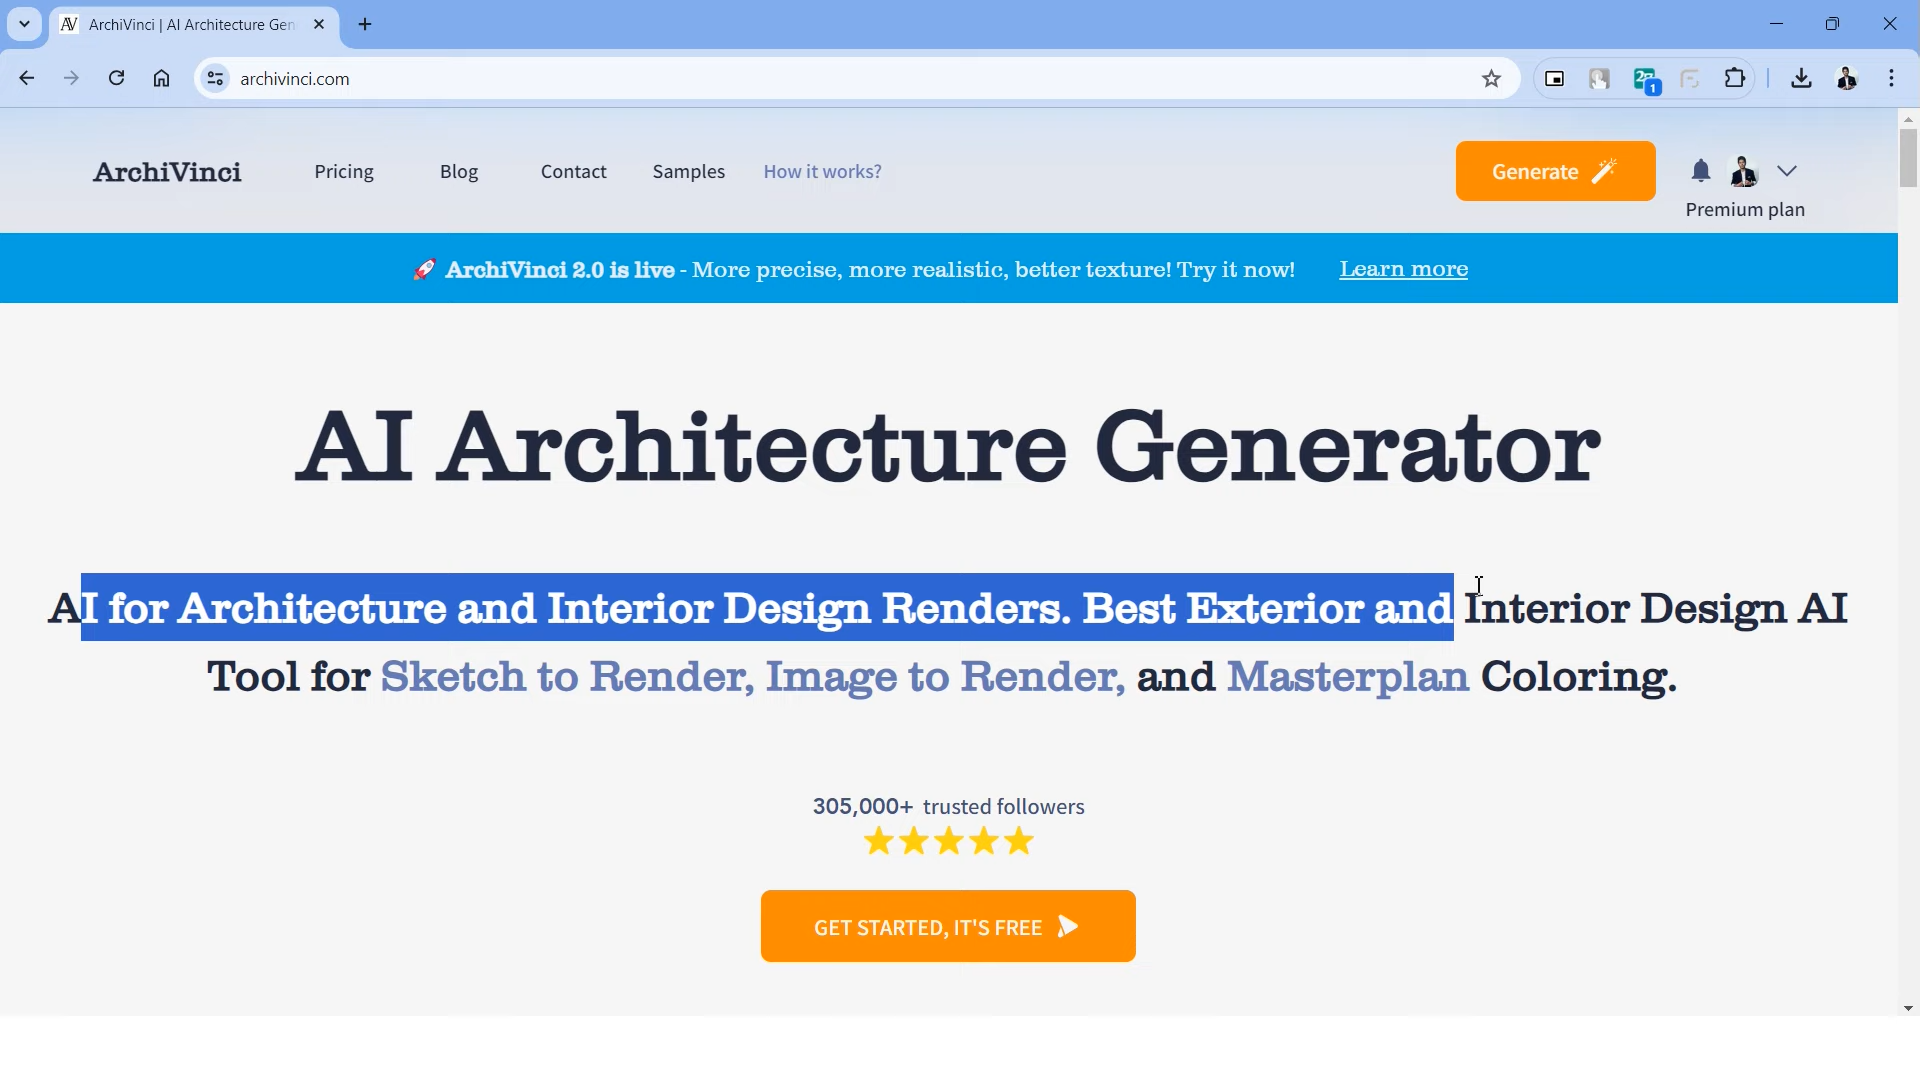 ArchiVinci | AI Architecture Gen
archivinci.com
1
ArchiVinci Pricing Blog Contact Samples How it works? Generate
Premium plan
🚀 ArchiVinci 2.0 is live - More precise, more realistic, better texture! Try it now! Learn more
AI Architecture Generator
AI for Architecture and Interior Design Renders. Best Exterior and Interior Design AI
Tool for Sketch to Render, Image to Render, and Masterplan Coloring.
305,000+ trusted followers
GET STARTED, IT'S FREE